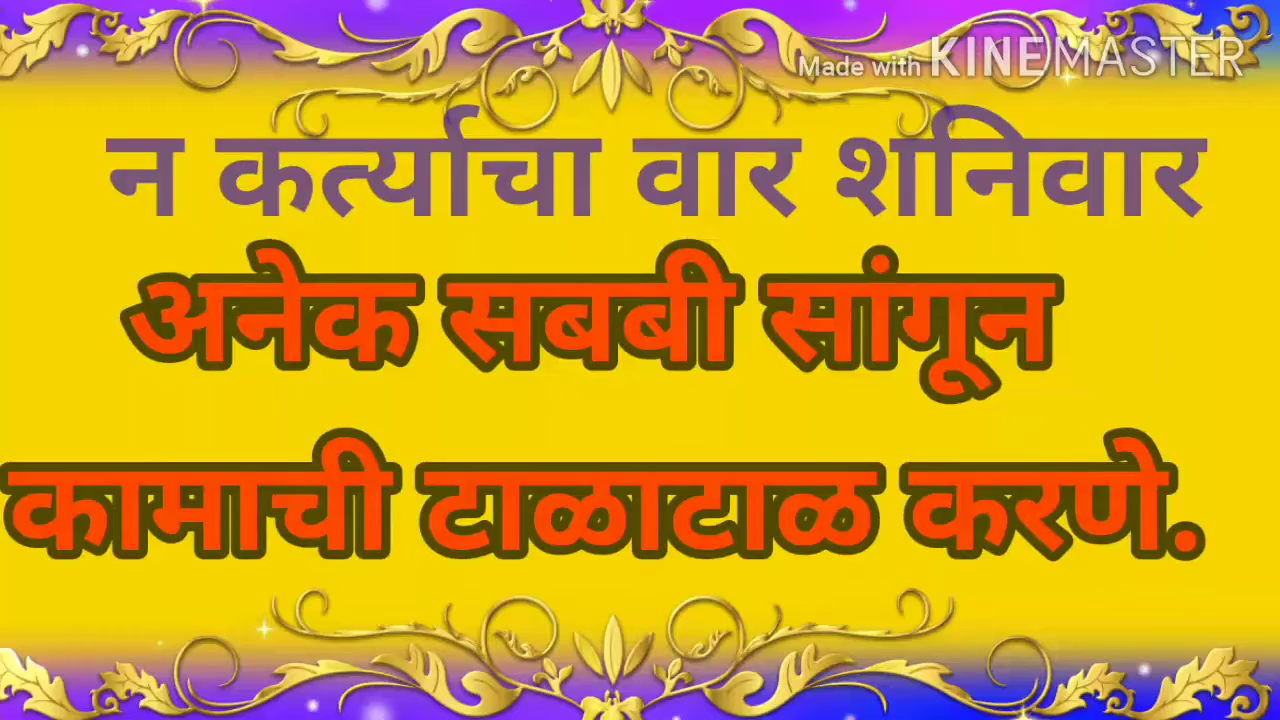 Made with KINEMASTER
न कर्त्याचा वार शनिवार
अनेक सबबी सांगून
कामाची टाळाटाळ करणे.